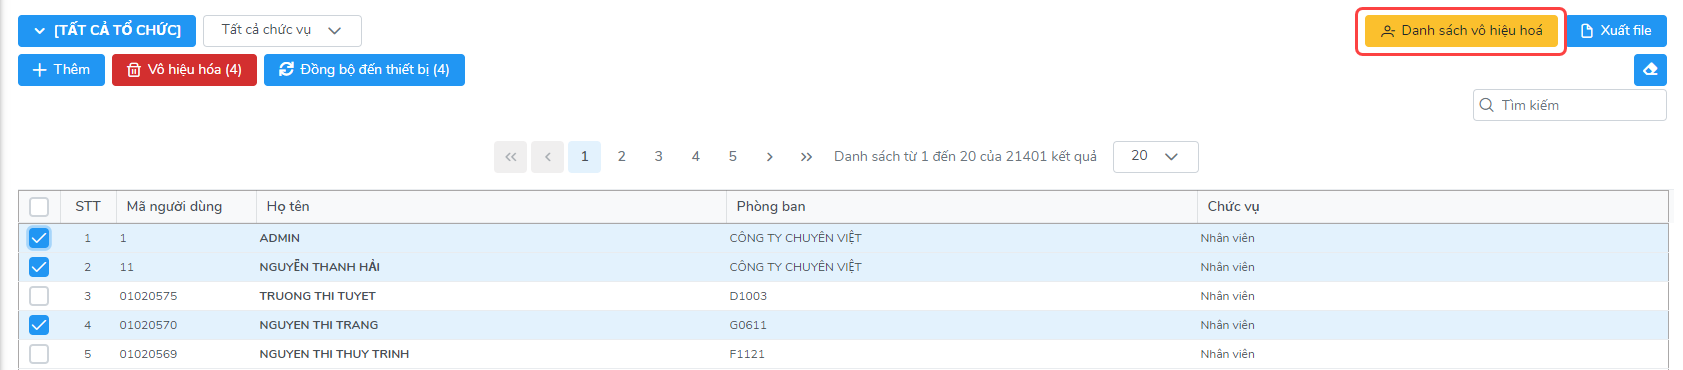 [TẤT CẢ TỔ CHỨC] Tất cả chức vụ Danh sách vô hiệu hoá Xuất file
Thêm Vô hiệu hóa (4) Đồng bộ đến thiết bị (4)
Tìm kiếm
1 2 3 4 5 Danh sách từ 1 đến 20 của 21401 kết quả 20
STT Mã người dùng Họ tên Phòng ban Chức vụ
1 1 ADMIN CÔNG TY CHUYÊN VIỆT Nhân viên
2 11 NGUYỄN THANH HẢI CÔNG TY CHUYÊN VIỆT Nhân viên
3 01020575 TRUONG THI TUYET D1003 Nhân viên
4 01020570 NGUYEN THI TRANG G0611 Nhân viên
5 01020569 NGUYEN THI THUY TRINH F1121 Nhân viên